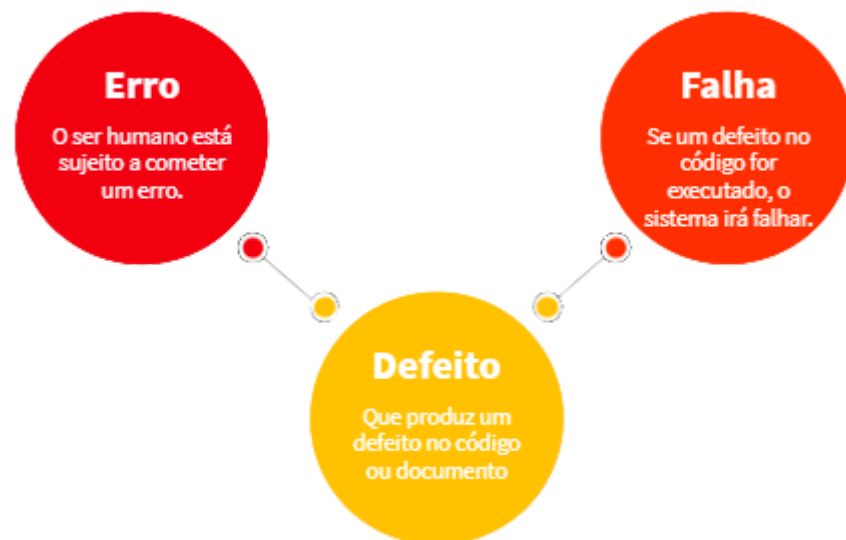 Erro
O ser humano está
sujeito a cometer
um erro.
Defeito
Que produz um
defeito no código
ou documento
Falha
Se um defeito no
código for
executado, o
sistema irá falhar.